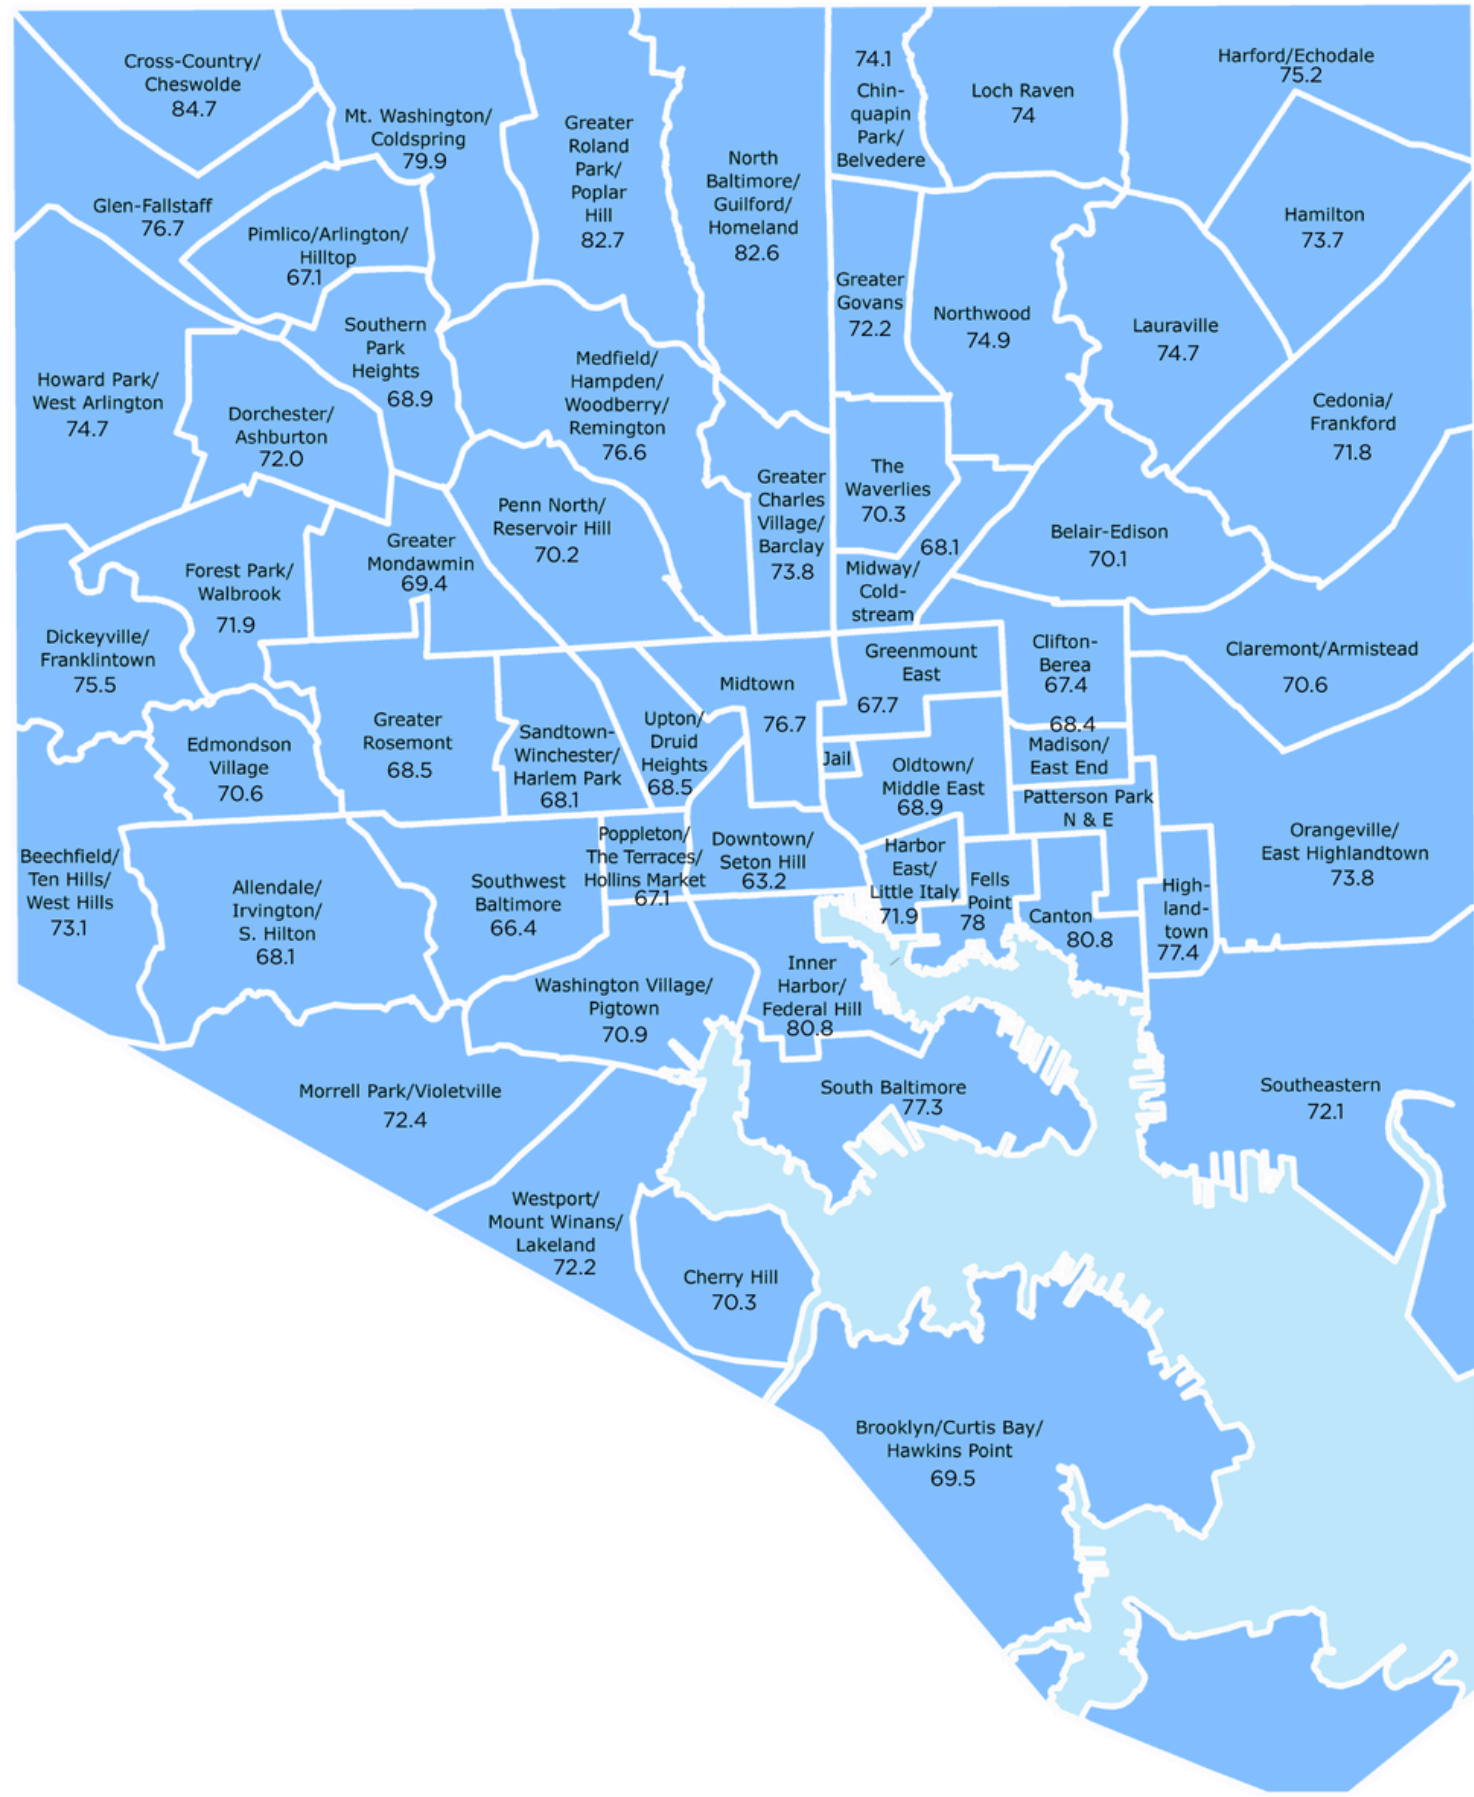 Cross-Country/
Cheswolde
84.7
Mt. Washington/
Coldspring
79.9
Greater
Roland
Park/
Poplar
Hill
82.7
North
Baltimore/
Guilford/
Homeland
82.6
74.1
Chin-
quapin
Park/
Belvedere
Loch Raven
74
Harford/Echodale
75.2
Hamilton
73.7
Glen-Fallstaff
76.7
Pimlico/Arlington/
Hilltop
67.1
Southern
Park
Heights
68.9
Greater
Govans
72.2
Northwood
74.9
Lauraville
74.7
Howard Park/
West Arlington
74.7
Dorchester/
Ashburton
72.0
Medfield/
Hampden/
Woodberry/
Remington
76.6
Cedonia/
Frankford
71.8
Greater
Charles
Village/
Barclay
73.8
The
Waverlies
70.3
Penn North/
Reservoir Hill
70.2
Greater
Mondawmin
69.4
Forest Park/
Walbrook
71.9
68.1
Midway/
Cold-
stream
Belair-Edison
70.1
Dickeyville/
Franklintown
75.5
Greenmount
East
67.7
Clifton-
Berea
67.4
Claremont/Armistead
70.6
Midtown
76.7
Edmondson
Village
70.6
Greater
Rosemont
68.5
Sandtown-
Winchester/
Harlem Park
68.1
Upton/
Druid
Heights
68.5
Jail
Oldtown/
Middle East
68.9
68.4
Madison/
East End
Patterson Park
N & E
Orangeville/
East Highlandtown
73.8
Beechfield/
Ten Hills/
West Hills
73.1
Allendale/
Irvington/
S. Hilton
68.1
Southwest
Baltimore
66.4
Poppleton/
The Terraces/
Hollins Market
67.1
Downtown/
Seton Hill
63.2
Harbor
East/
Little Italy
71.9
Fells
Point
78
Canton
80.8
High-
land-
town
77.4
Washington Village/
Pigtown
70.9
Inner
Harbor/
Federal Hill
80.8
Morrell Park/Violetville
72.4
South Baltimore
77.3
Southeastern
72.1
Westport/
Mount Winans/
Lakeland
72.2
Cherry Hill
70.3
Brooklyn/Curtis Bay/
Hawkins Point
69.5